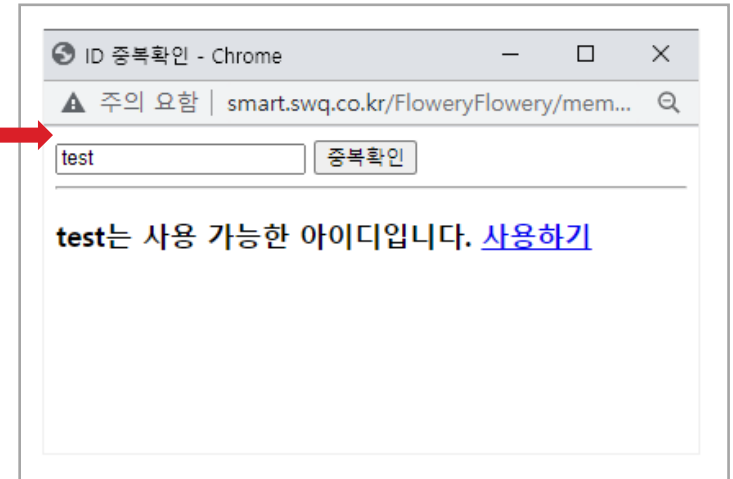 ID 중복확인 - Chrome
주의 요함 | smart.swq.co.kr/FloweryFlowery/mem...
test 중복확인
test는 사용 가능한 아이디입니다. 사용하기